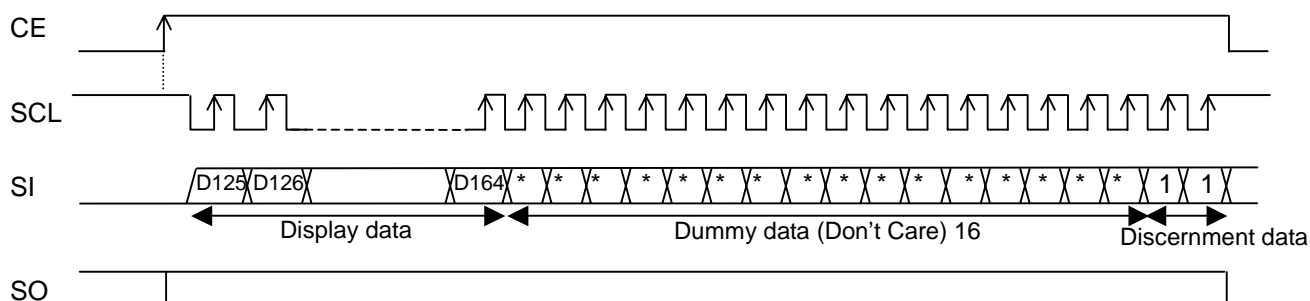 CE
SCL
SI D125 D126 D164 * * * * * * * * * * * * * * * * 1 1
Display data Dummy data (Don't Care) 16 Discernment data
SO